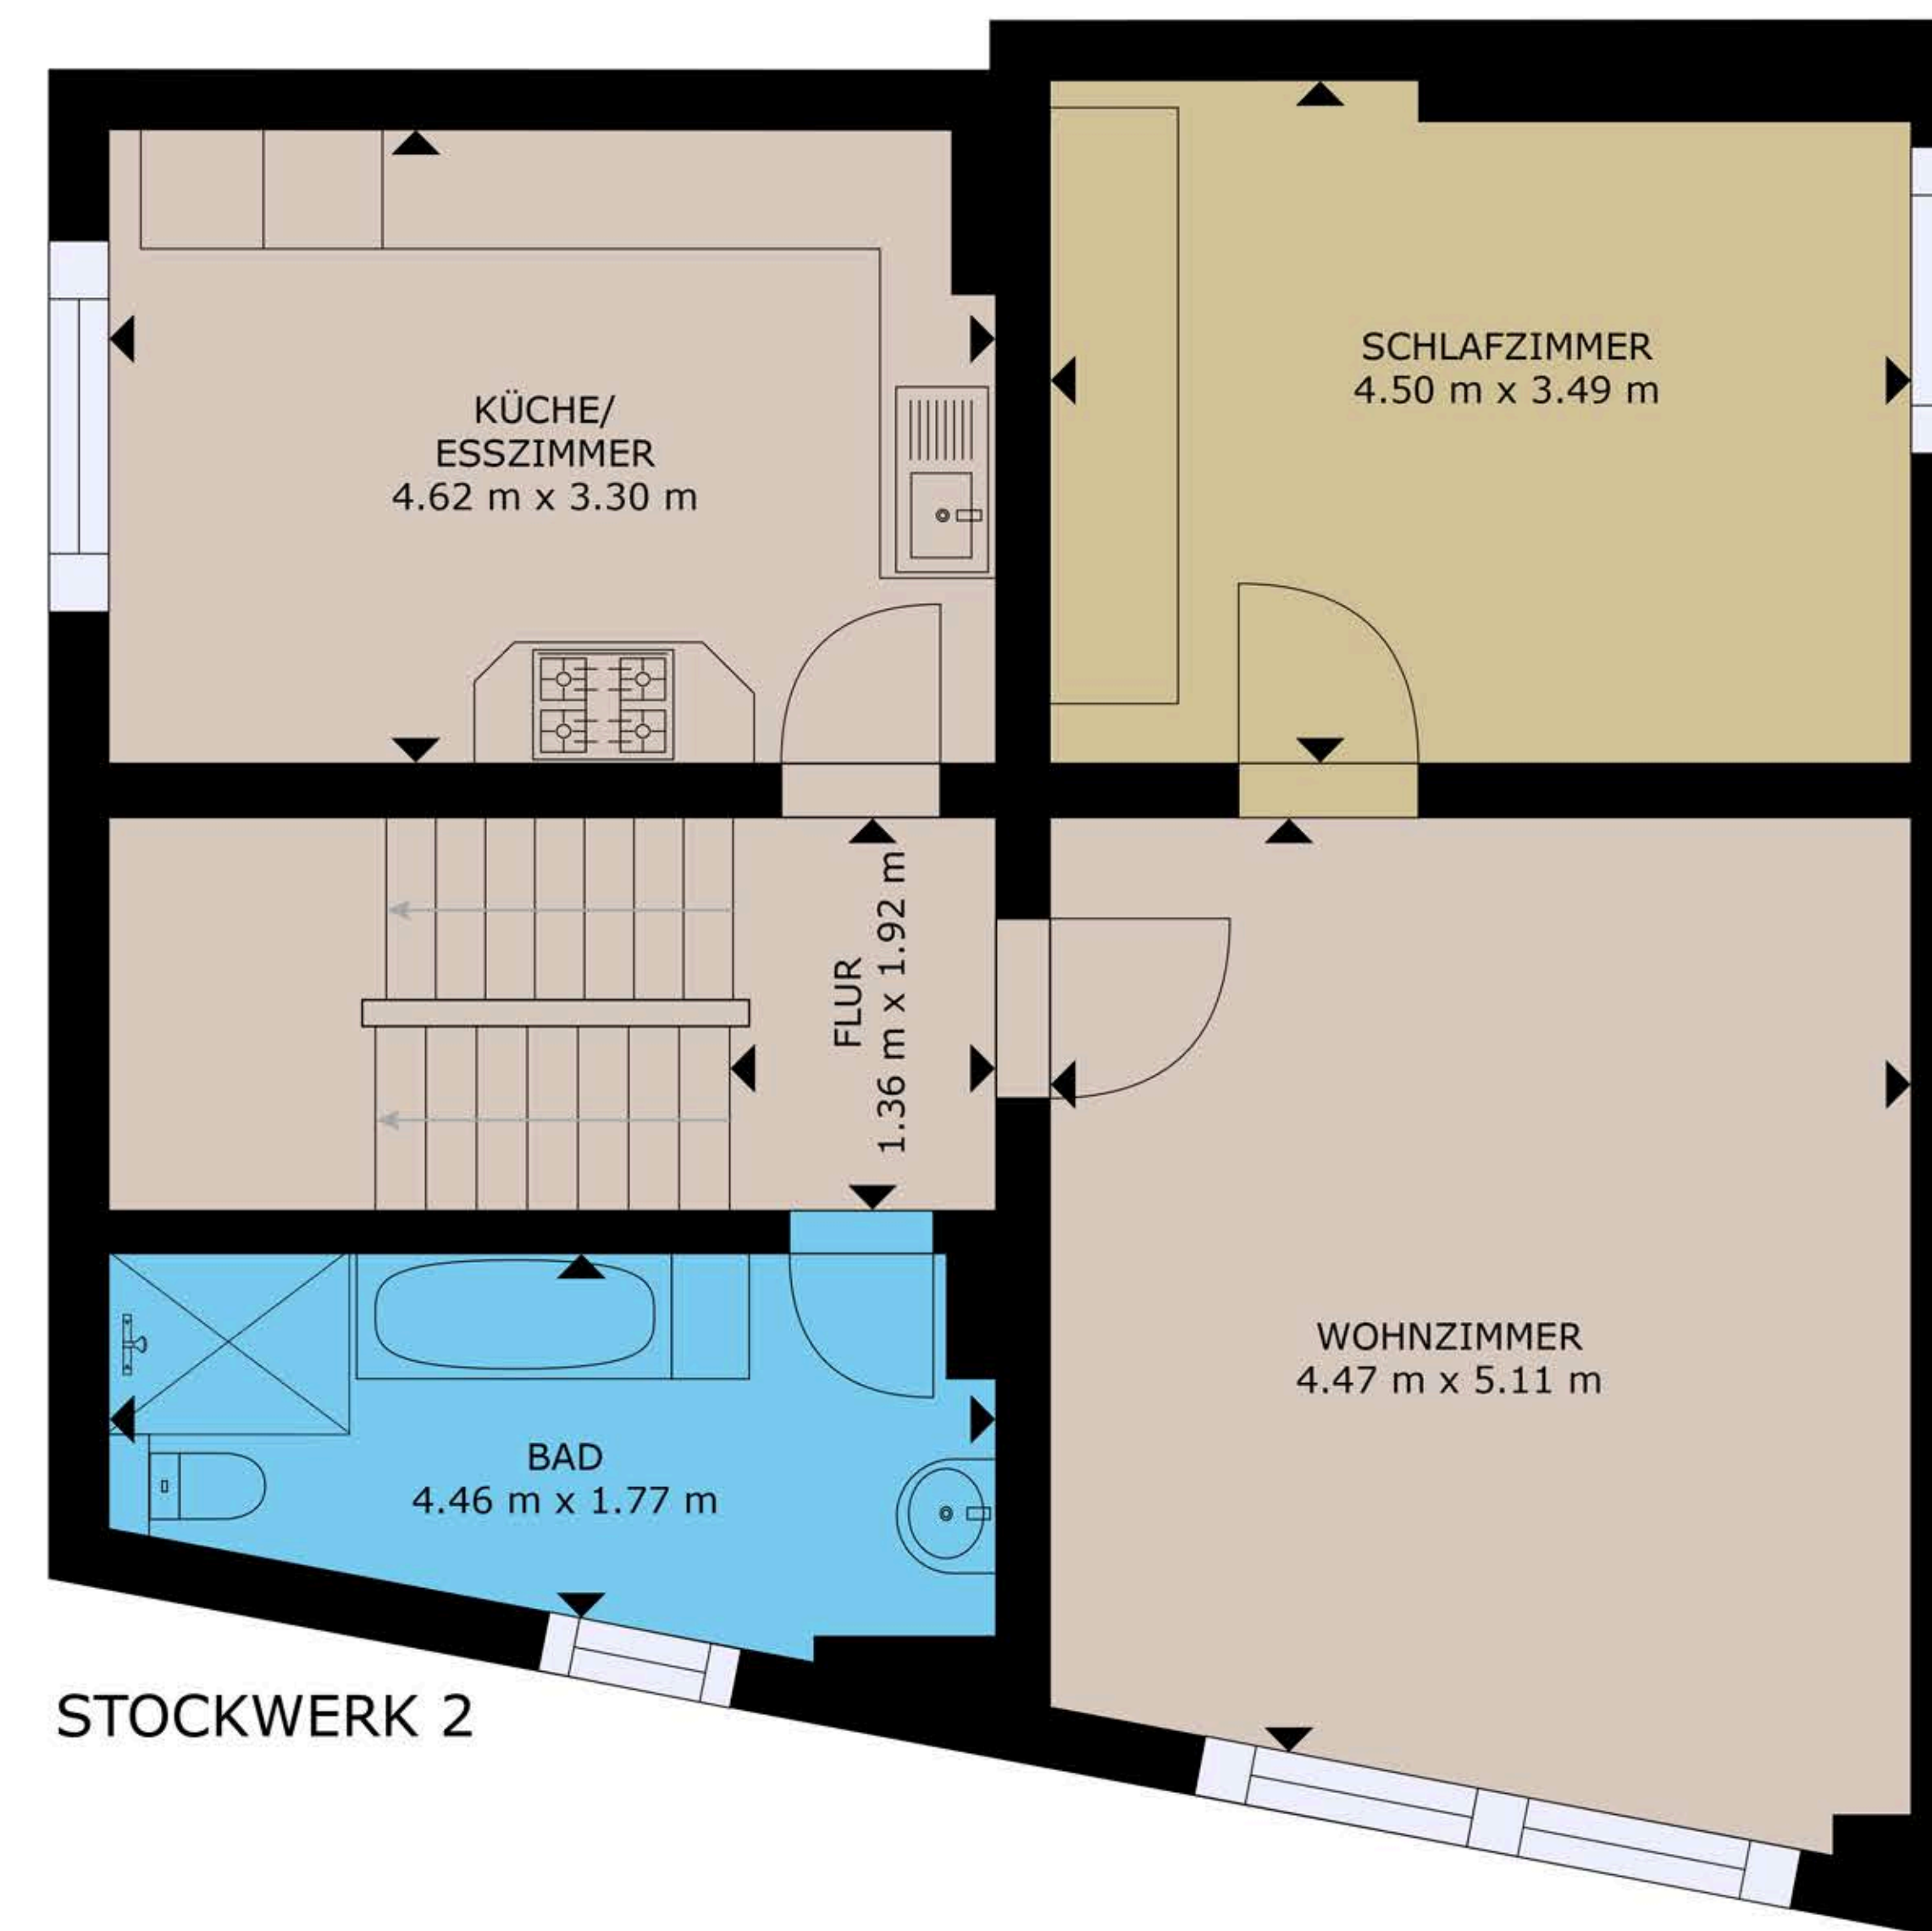 KÜCHE/
ESSZIMMER
4.62 m x 3.30 m
SCHLAFZIMMER
4.50 m x 3.49 m
FLUR
1.36 m x 1.92 m
WOHNZIMMER
4.47 m x 5.11 m
BAD
4.46 m x 1.77 m
STOCKWERK 2